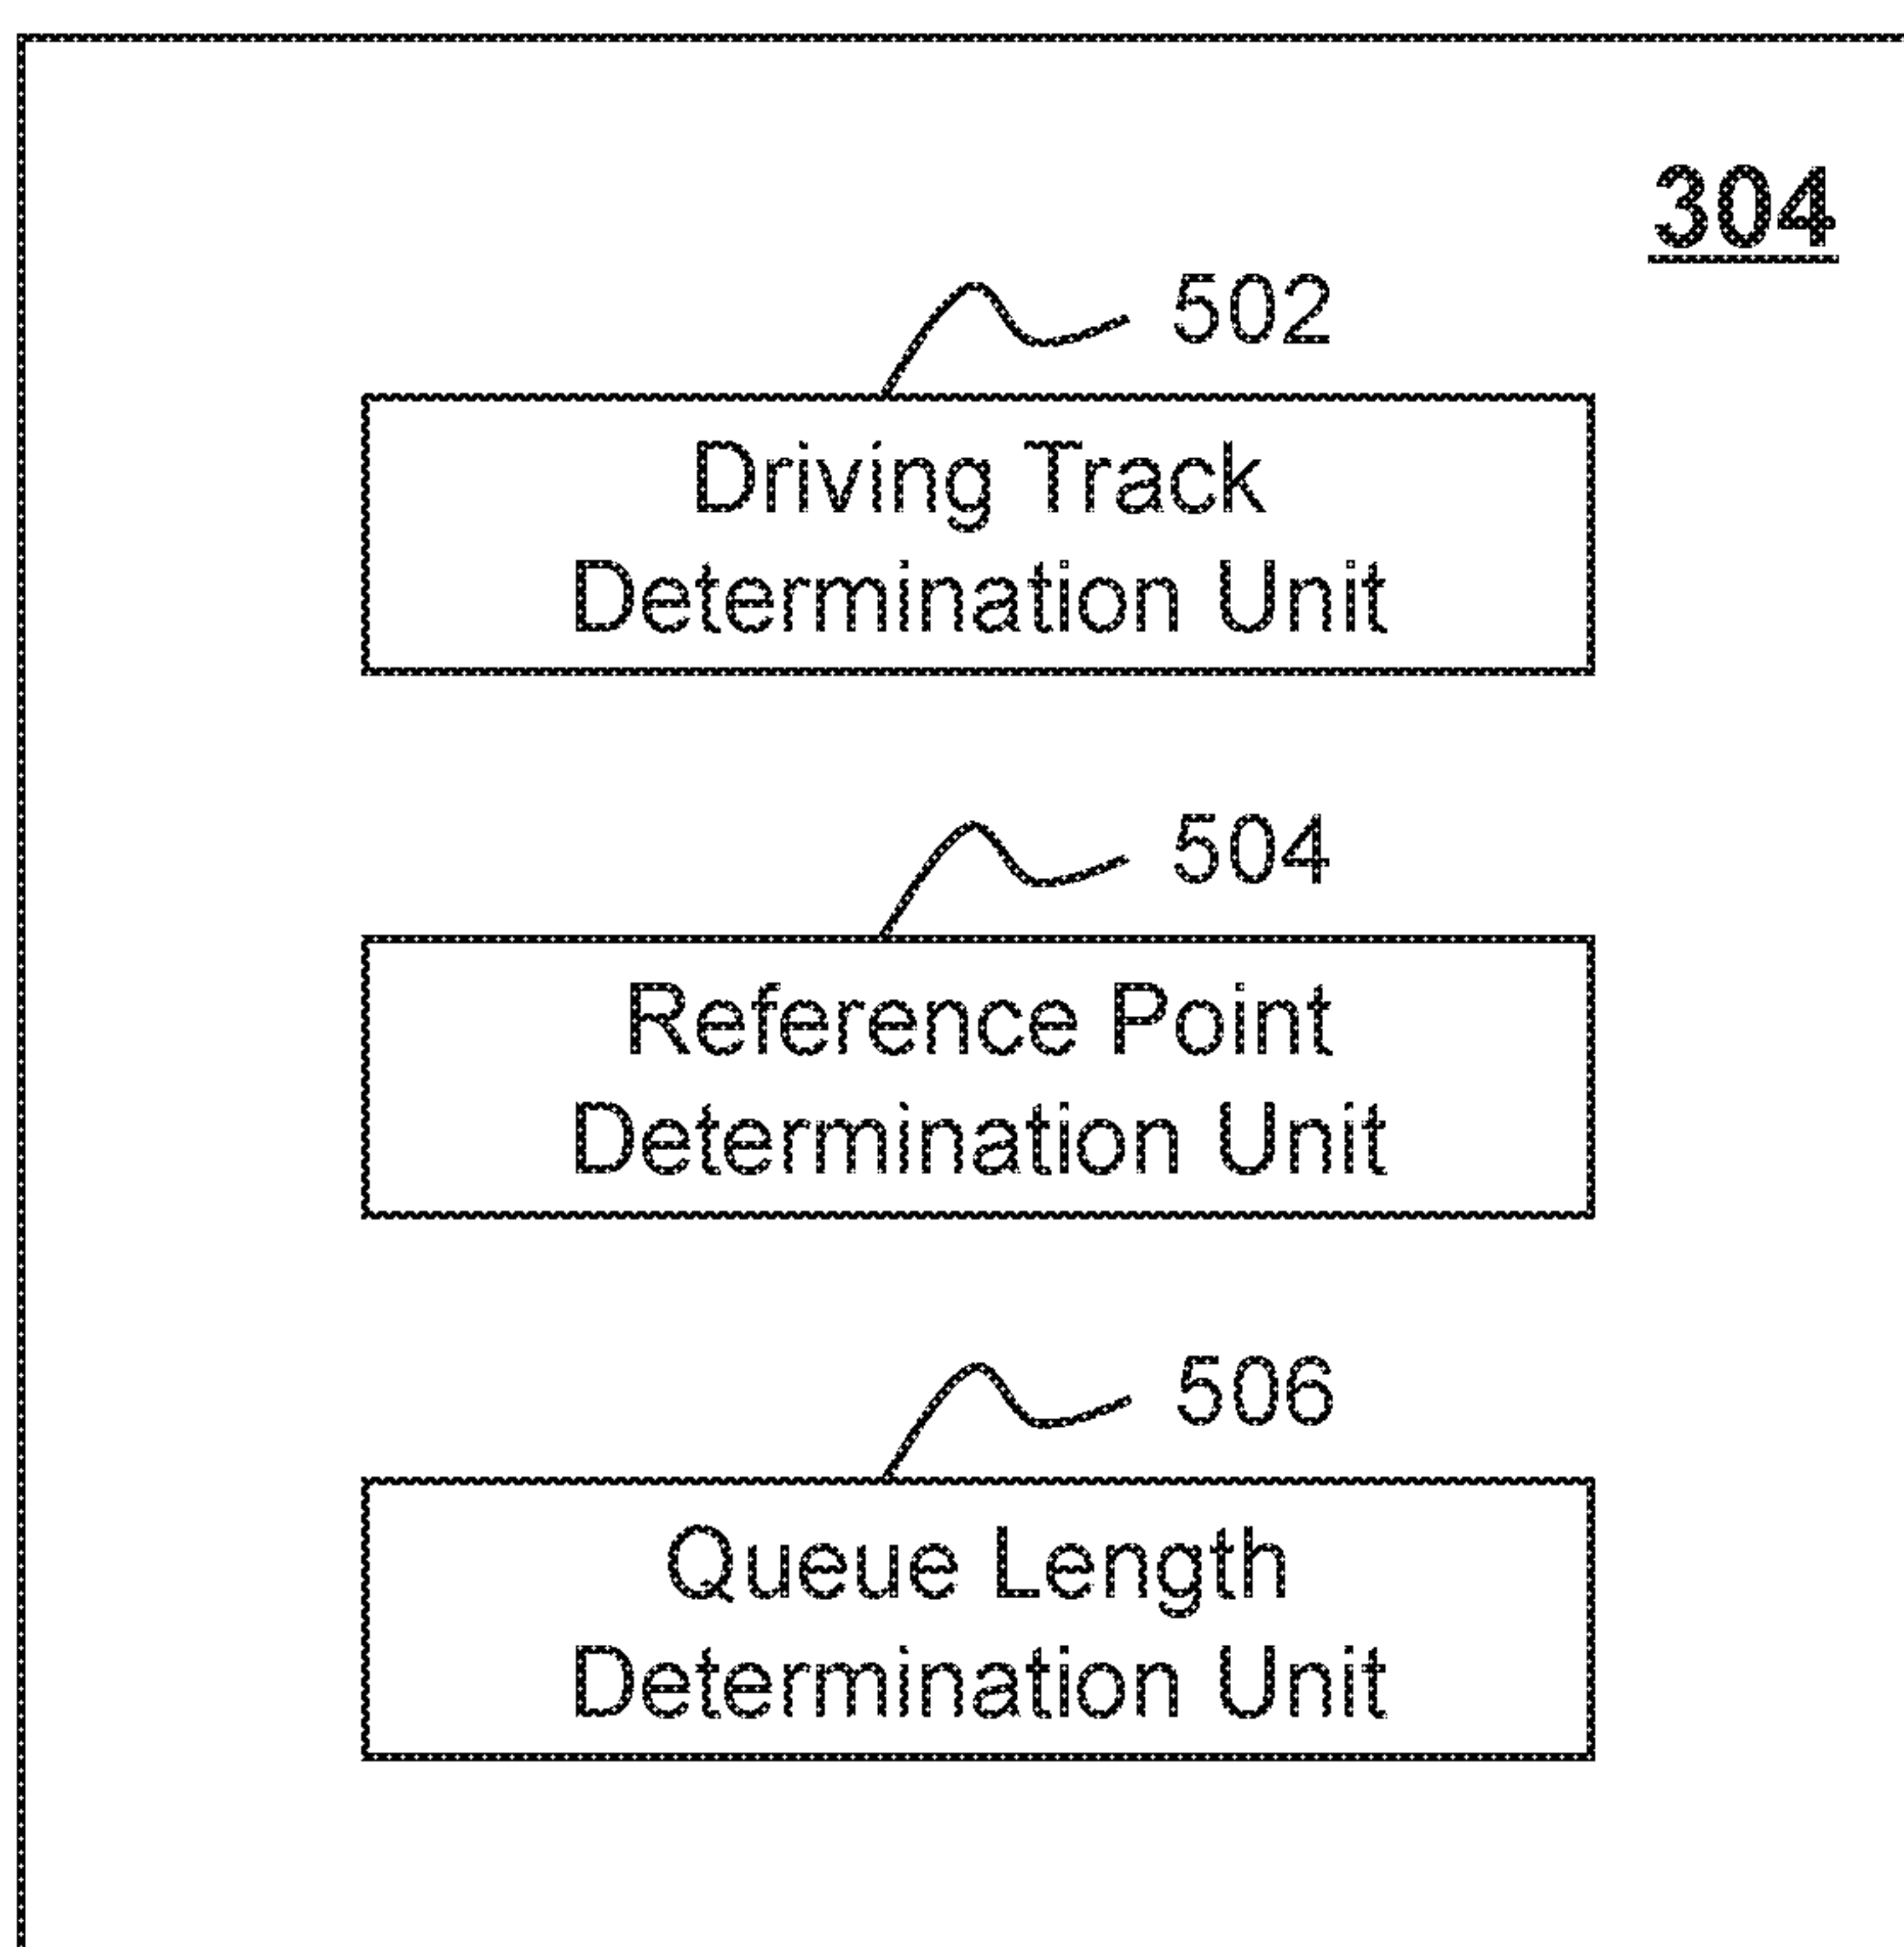 304
502
Driving Track
Determination Unit
504
Reference Point
Determination Unit
506
Queue Length
Determination Unit